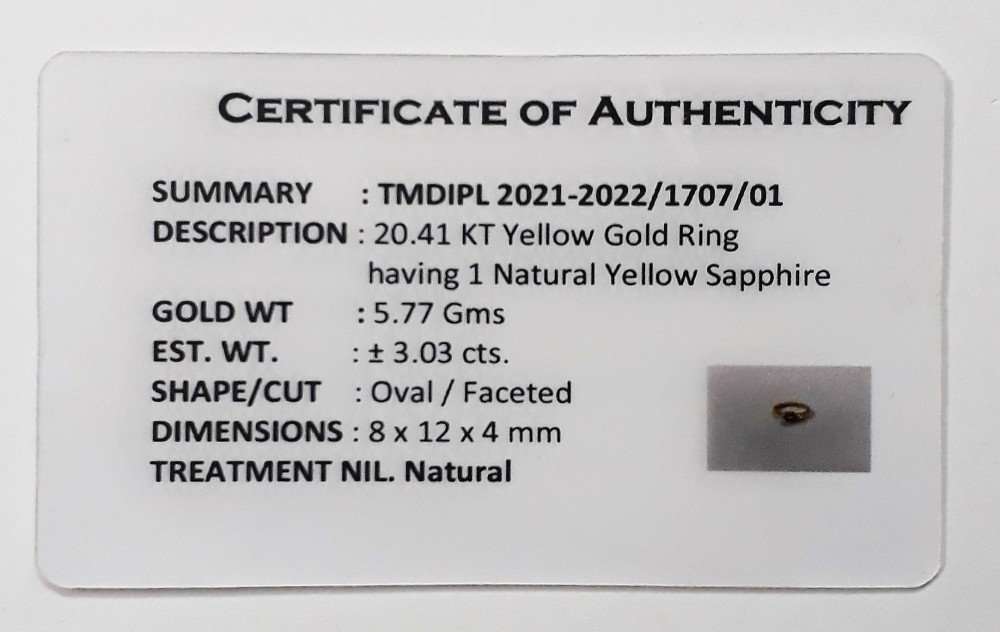 CERTIFICATE OF AUTHENTICITY
SUMMARY : TMDIPL 2021-2022/1707/01
DESCRIPTION : 20.41 KT Yellow Gold Ring
having 1 Natural Yellow Sapphire
GOLD WT : 5.77 Gms
EST. WT. : ± 3.03 cts.
SHAPE/CUT : Oval / Faceted
DIMENSIONS : 8 x 12 x 4 mm
TREATMENT NIL. Natural